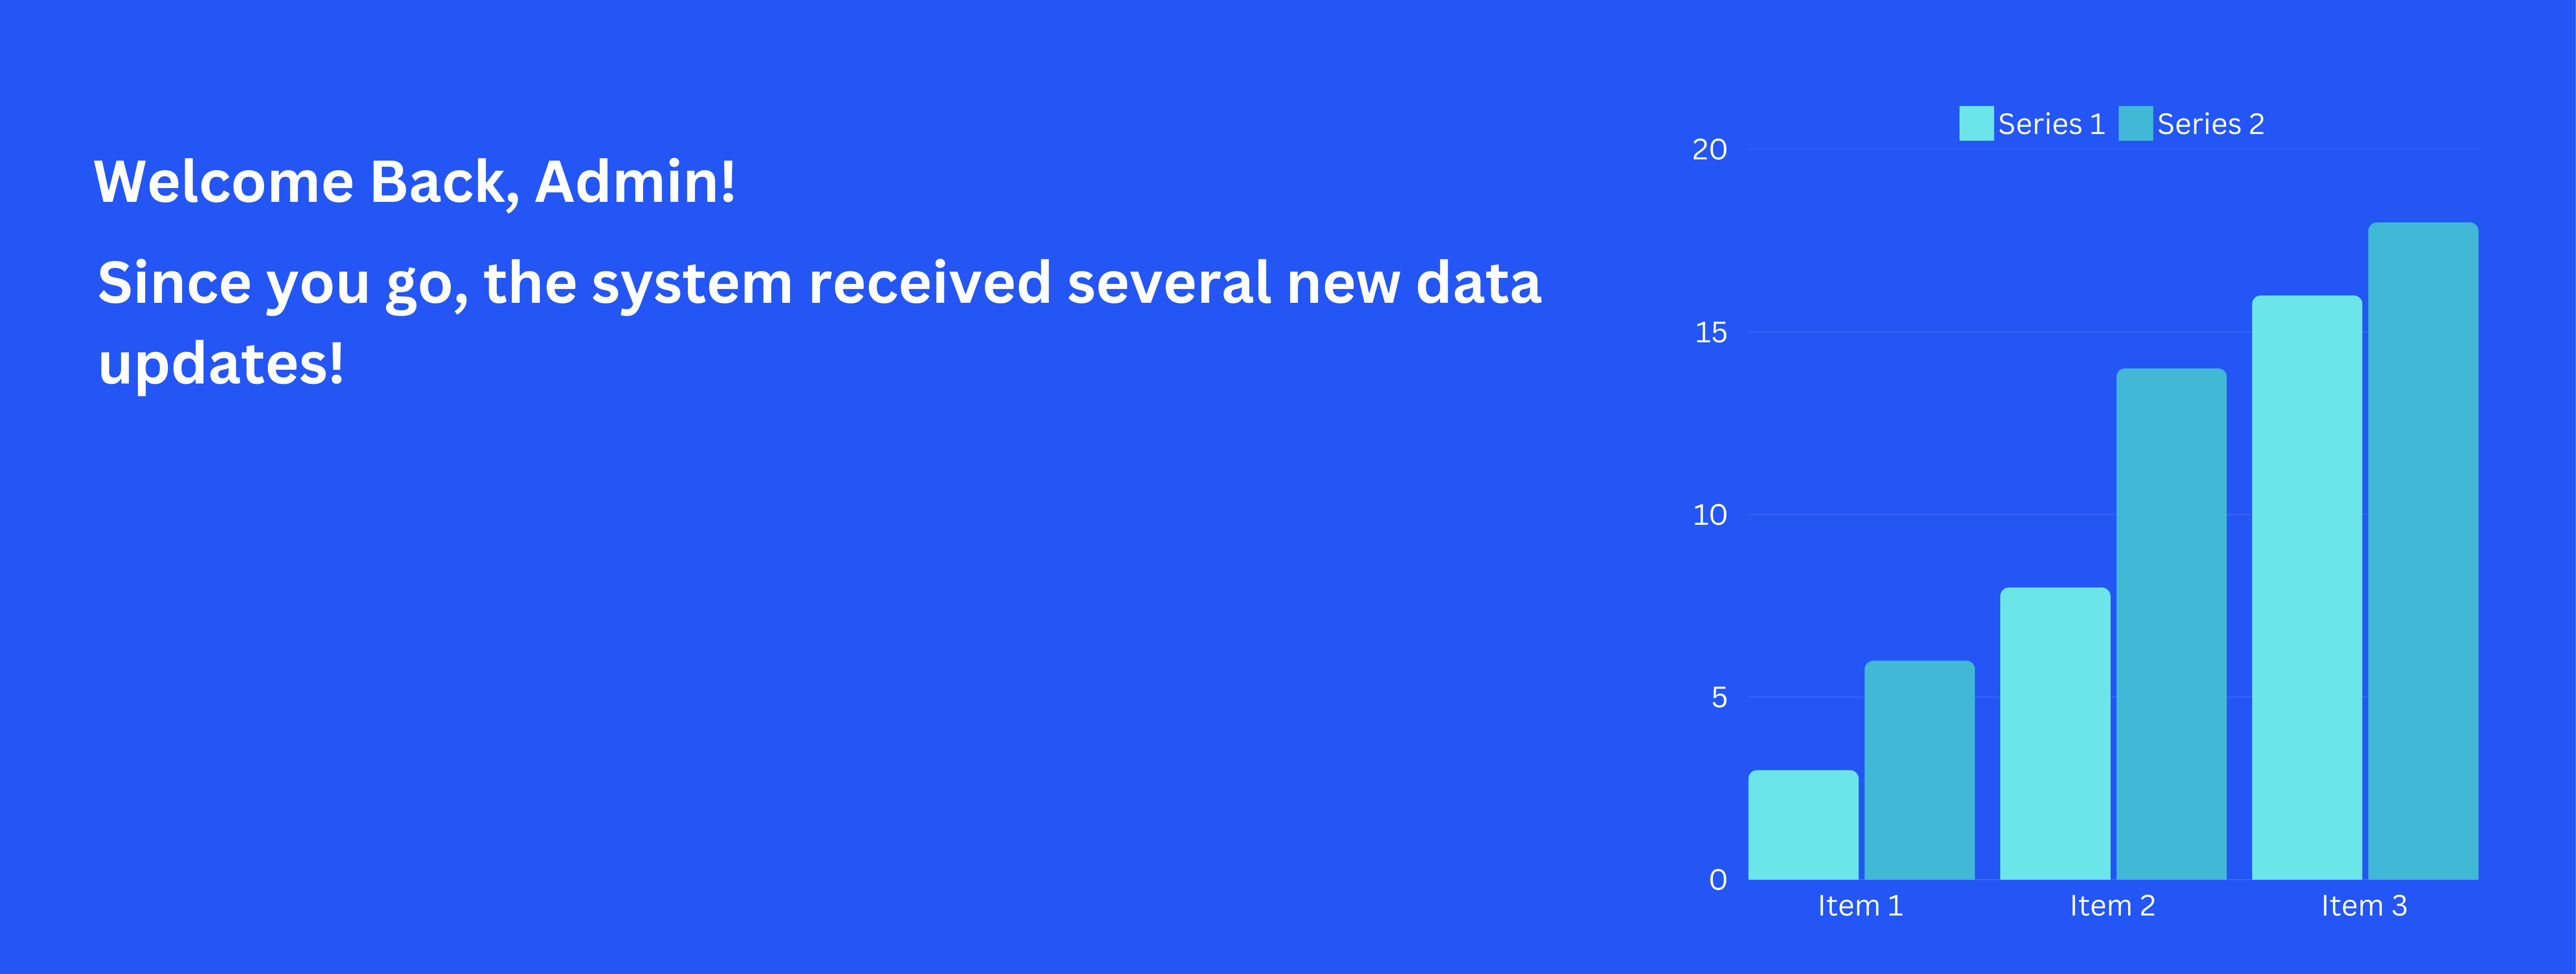 Welcome Back, Admin!
Since you go, the system received several new data
updates!
Series 1 Series 2
20
15
10
5
0
Item 1 Item 2 Item 3